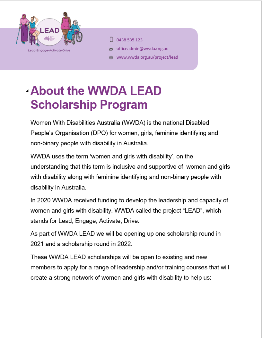 LEAD
www.wwda.org.au/project/lead
About the WWDA LEAD
Scholarship Program
Women With Disabilities Australia (WWDA) is the national Disabled
People's Organisation (DPO) for women, girls, feminine identifying and
non-binary people with disability in Australia.
WWDA uses the term 'women and girls with disability', on the
understanding that this term is inclusive and supportive of women and girls
with disability along with feminine identifying and non-binary people with
disability in Australia.
In 2020 WWDA received funding to develop the leadership and capacity of
women and girls with disability. WWDA called the project "LEAD", which
stands for Lead, Engage, Activate, Drive.
As part of WWDA LEAD we will be opening up one scholarship round in
2021 and a scholarship round in 2022.
These WWDA LEAD scholarships will be open to existing and new
members to apply for a range of leadership and/or training courses that will
create a strong network of women and girls with disability to help us: